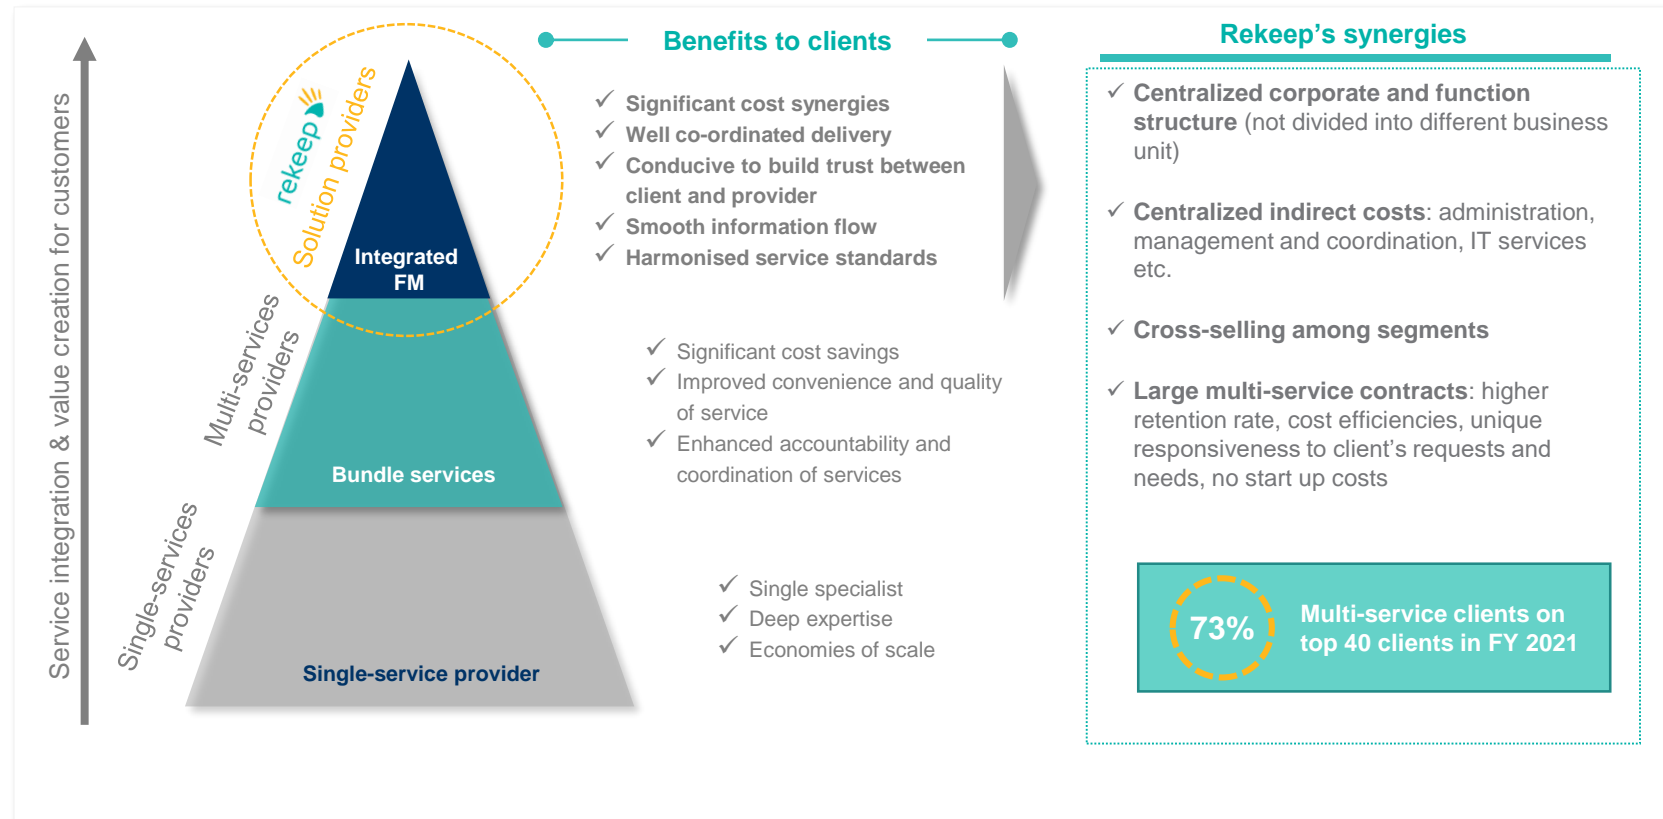 Service integration & value creation for customers
rekeep
Solution providers
Multi-services
providers
Single-services
providers
Integrated
FM
Bundle services
Single-service provider
Benefits to clients
✓ Significant cost synergies
✓ Well co-ordinated delivery
✓ Conducive to build trust between
client and provider
✓ Smooth information flow
✓ Harmonised service standards
✓ Significant cost savings
✓ Improved convenience and quality
of service
✓ Enhanced accountability and
coordination of services
✓ Single specialist
✓ Deep expertise
✓ Economies of scale
Rekeep's synergies
✓ Centralized corporate and function
structure (not divided into different business
unit)
✓ Centralized indirect costs: administration,
management and coordination, IT services
etc.
✓ Cross-selling among segments
✓ Large multi-service contracts: higher
retention rate, cost efficiencies, unique
responsiveness to client's requests and
needs, no start up costs
73%
Multi-service clients on
top 40 clients in FY 2021